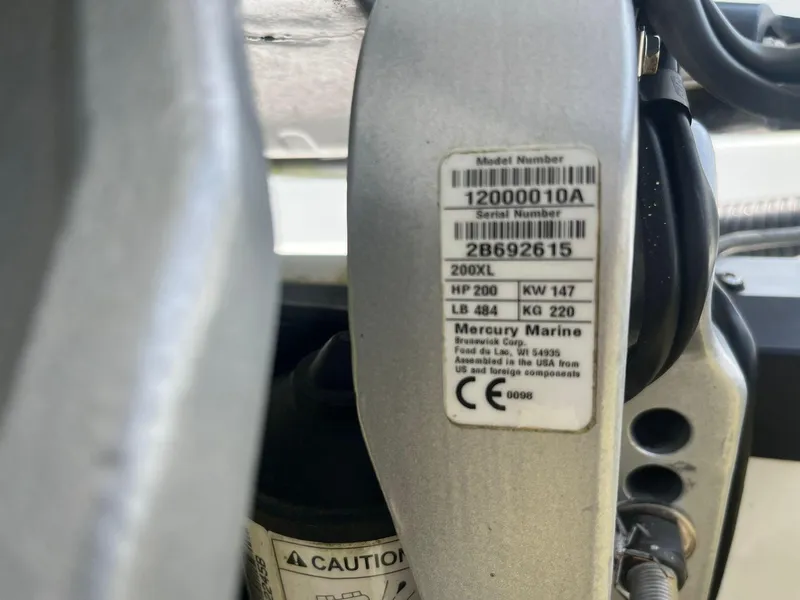 Model Number
12000010A
Serial Number
2B692615
200XL
HP 200 KW 147
LB 484 KG 220
Mercury Marine
Brunswick Corp.
Fond du Lac, WI 54935
Assembled in the USA from
US and foreign components
CE 0098
CAUTION